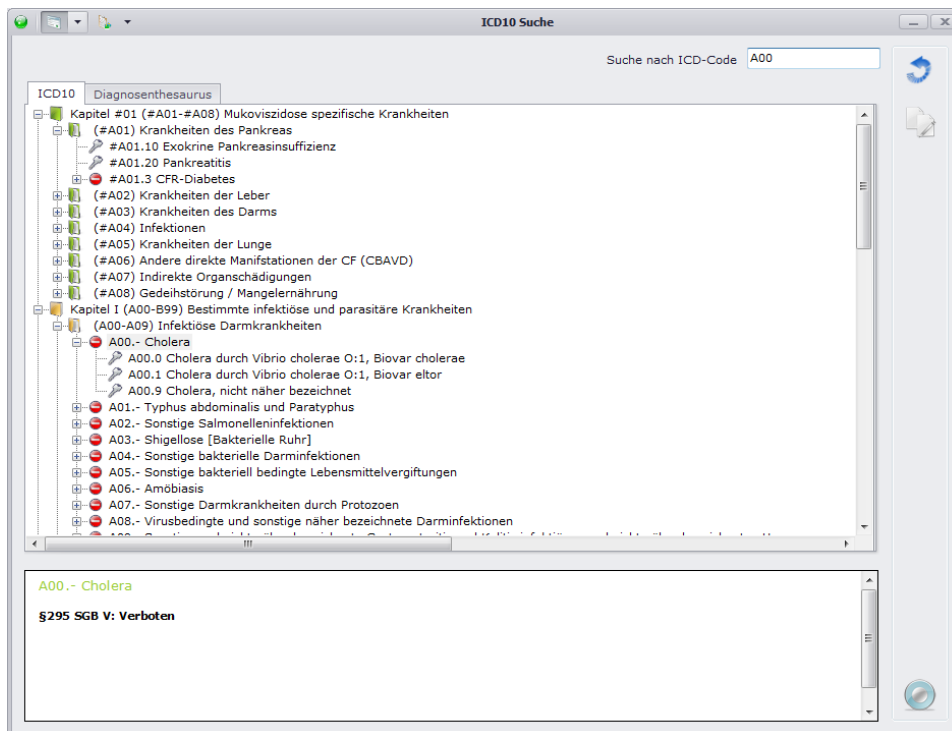 ICD10 Suche
Suche nach ICD-Code A00
ICD10 Diagnosenthesaurus
Kapitel #01 (#A01-#A08) Mukoviszidose spezifische Krankheiten
(#A01) Krankheiten des Pankreas
#A01.10 Exokrine Pankreasinsuffizienz
#A01.20 Pankreatitis
#A01.3 CFR-Diabetes
(#A02) Krankheiten der Leber
(#A03) Krankheiten des Darms
(#A04) Infektionen
(#A05) Krankheiten der Lunge
(#A06) Andere direkte Manifstationen der CF (CBAVD)
(#A07) Indirekte Organschädigungen
(#A08) Gedeihstörung / Mangelernährung
Kapitel I (A00-B99) Bestimmte infektiöse und parasitäre Krankheiten
(A00-A09) Infektiöse Darmkrankheiten
A00.- Cholera
A00.0 Cholera durch Vibrio cholerae O:1, Biovar cholerae
A00.1 Cholera durch Vibrio cholerae O:1, Biovar eltor
A00.9 Cholera, nicht näher bezeichnet
A01.- Typhus abdominalis und Paratyphus
A02.- Sonstige Salmonelleninfektionen
A03.- Shigellose [Bakterielle Ruhr]
A04.- Sonstige bakterielle Darminfektionen
A05.- Sonstige bakteriell bedingte Lebensmittelvergiftungen
A06.- Amöbiasis
A07.- Sonstige Darmkrankheiten durch Protozoen
A08.- Virusbedingte und sonstige näher bezeichnete Darminfektionen
A00.- Cholera
§295 SGB V: Verboten